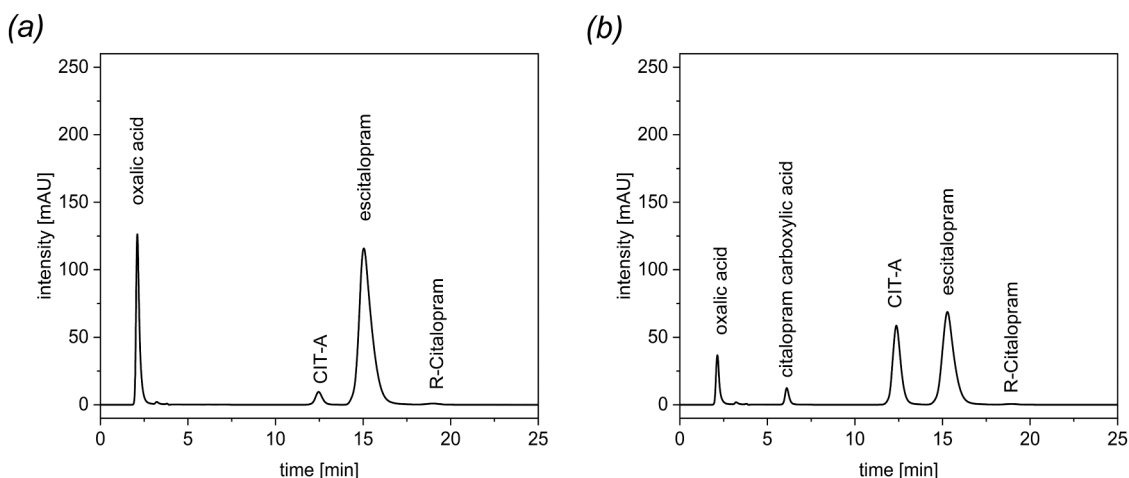 (a)
250
200
150
100
50
0
intensity [mAU]
oxalic acid
CIT-A
escitalopram
R-Citalopram
0 5 10 15 20 25
time [min]
(b)
250
200
150
100
50
0
intensity [mAU]
oxalic acid
citalopram carboxylic acid
CIT-A
escitalopram
R-Citalopram
0 5 10 15 20 25
time [min]